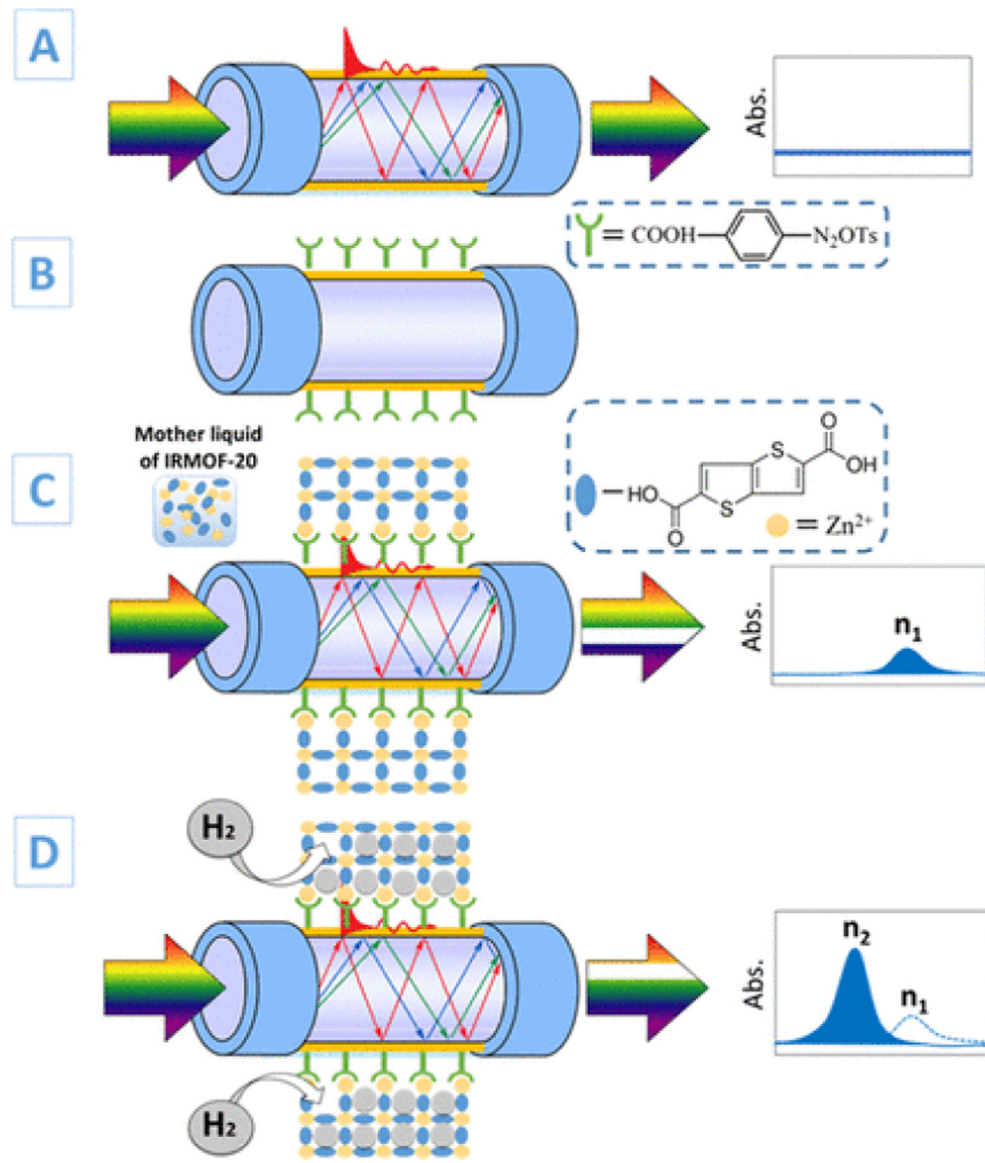 A
Abs.
COOH
N₂OTs
=
B
Mother liquid
of IRMOF-20
C
O
S
OH
HO
S
O
= Zn²⁺
Abs.
n₁
H₂
D
n₂
n₁
Abs.
H₂